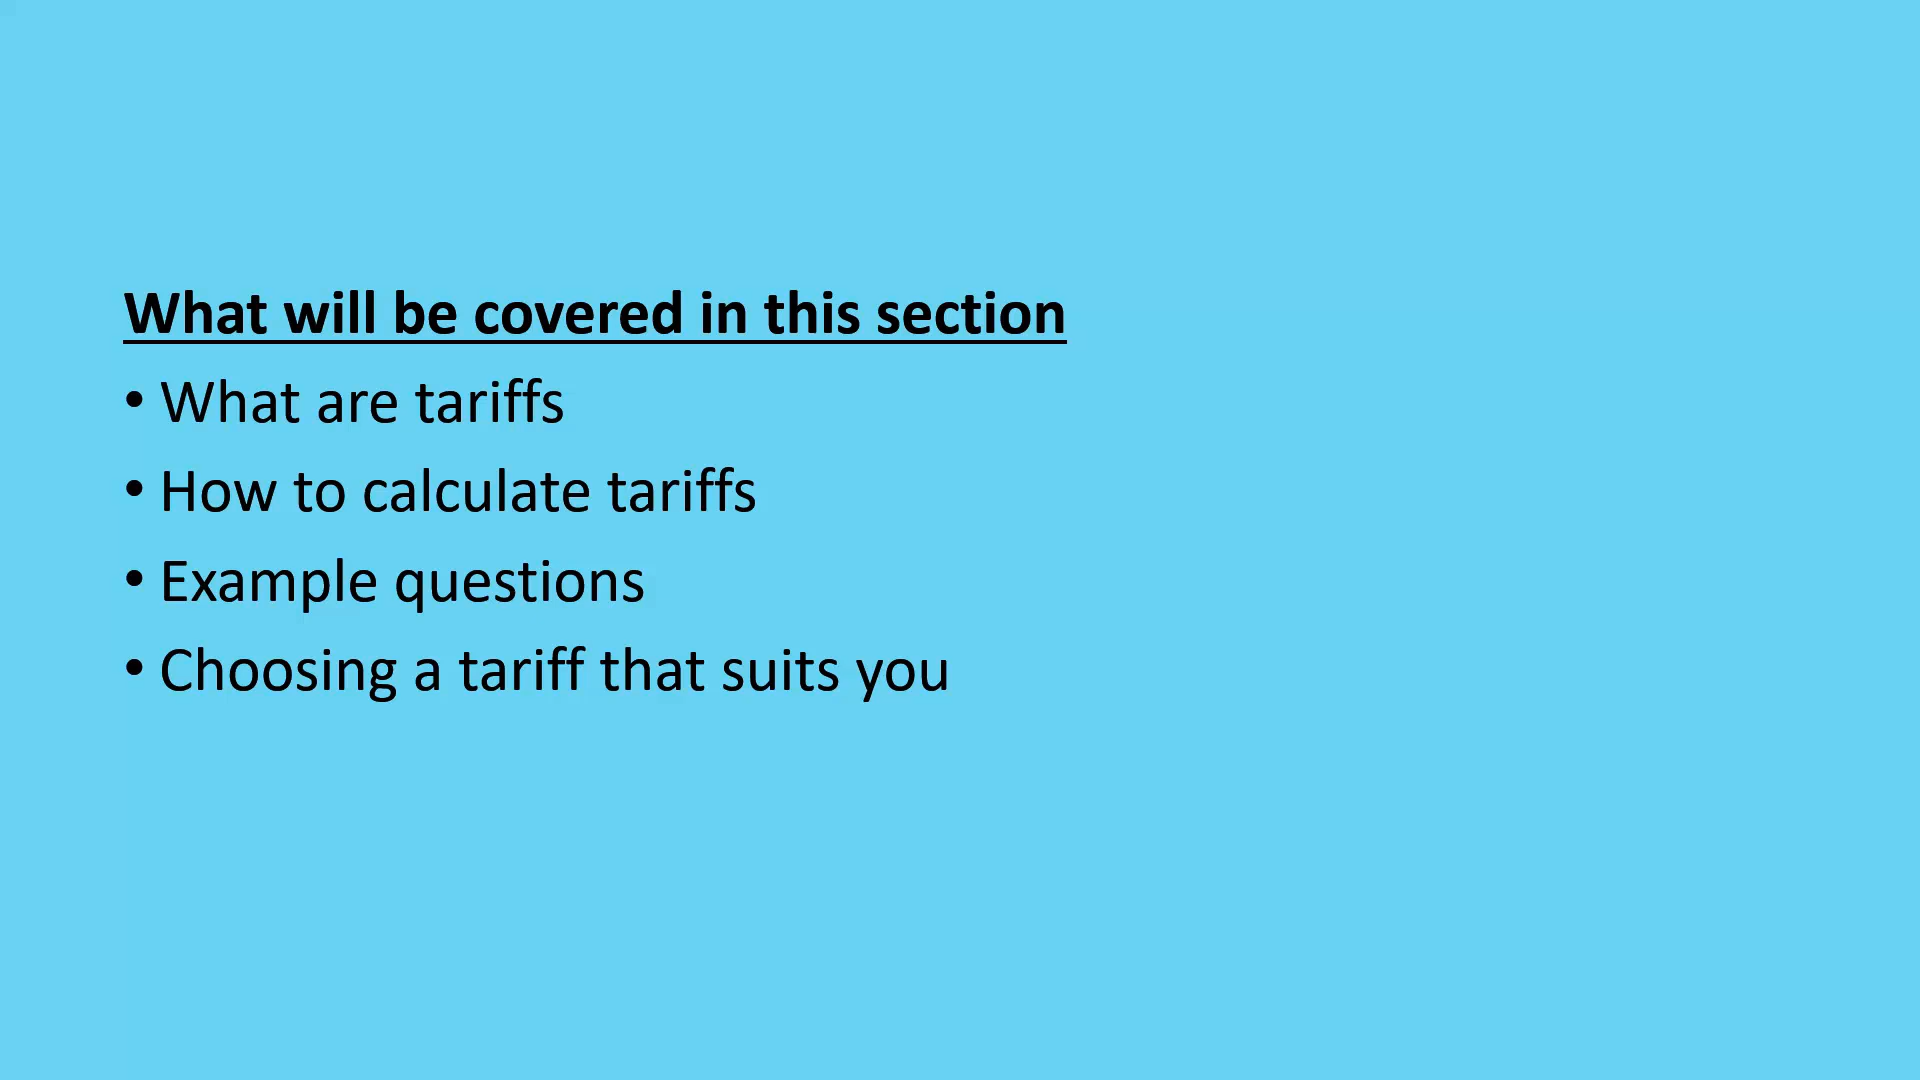 What will be covered in this section
• What are tariffs
• How to calculate tariffs
• Example questions
• Choosing a tariff that suits you